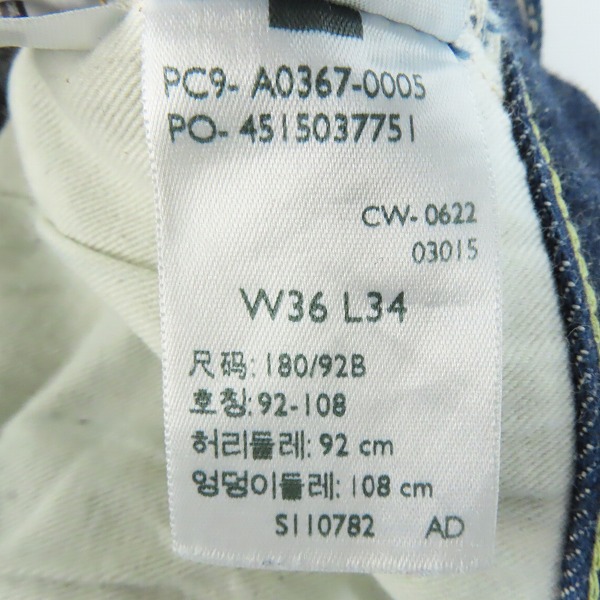 PC9- A0367-0005
PO- 4515037751
CW- 0622
03015
W36 L34
尺码: 180/92B
호칭: 92-108
허리둘레: 92 cm
엉덩이둘레: 108 cm
S110782 AD